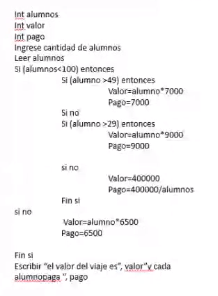 Int alumnos
Int valor
Int pago
Ingrese cantidad de alumnos
Leer alumnos
Si (alumnos<100) entonces
Si (alumno >49) entonces
Valor=alumno*7000
Pago=7000
Si no
Si (alumno >29) entonces
Valor=alumno*9000
Pago=9000
si no
Valor=400000
Pago=400000/alumnos
Fin si
si no
Valor=alumno*6500
Pago=6500
Fin si
Escribir "el valor del viaje es", valor"y cada
alumnopaga ", pago